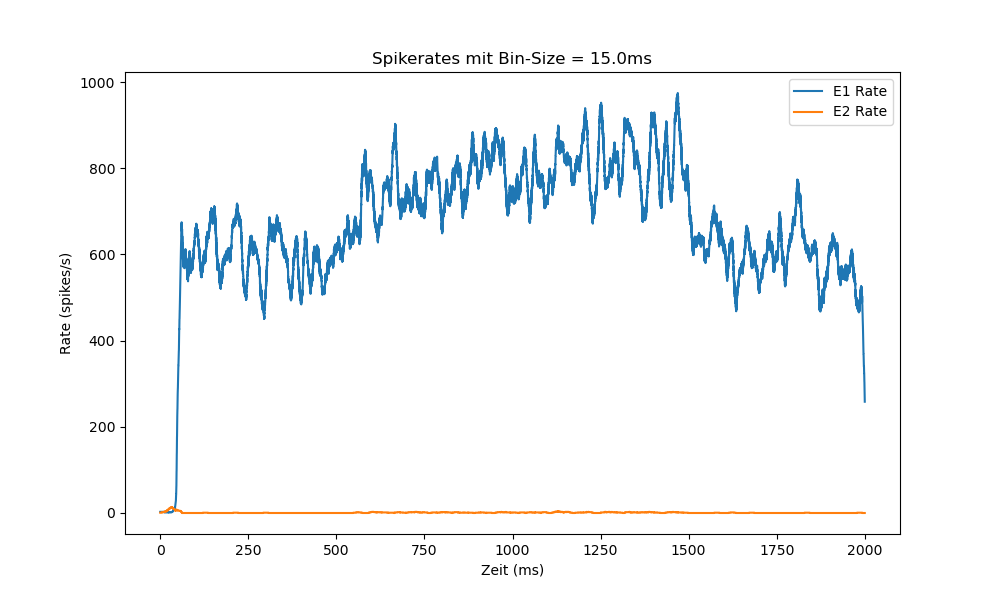 Spikerates mit Bin-Size = 15.0ms
E1 Rate
E2 Rate
Rate (spikes/s)
1000
800
600
400
200
0
0 250 500 750 1000 1250 1500 1750 2000
Zeit (ms)